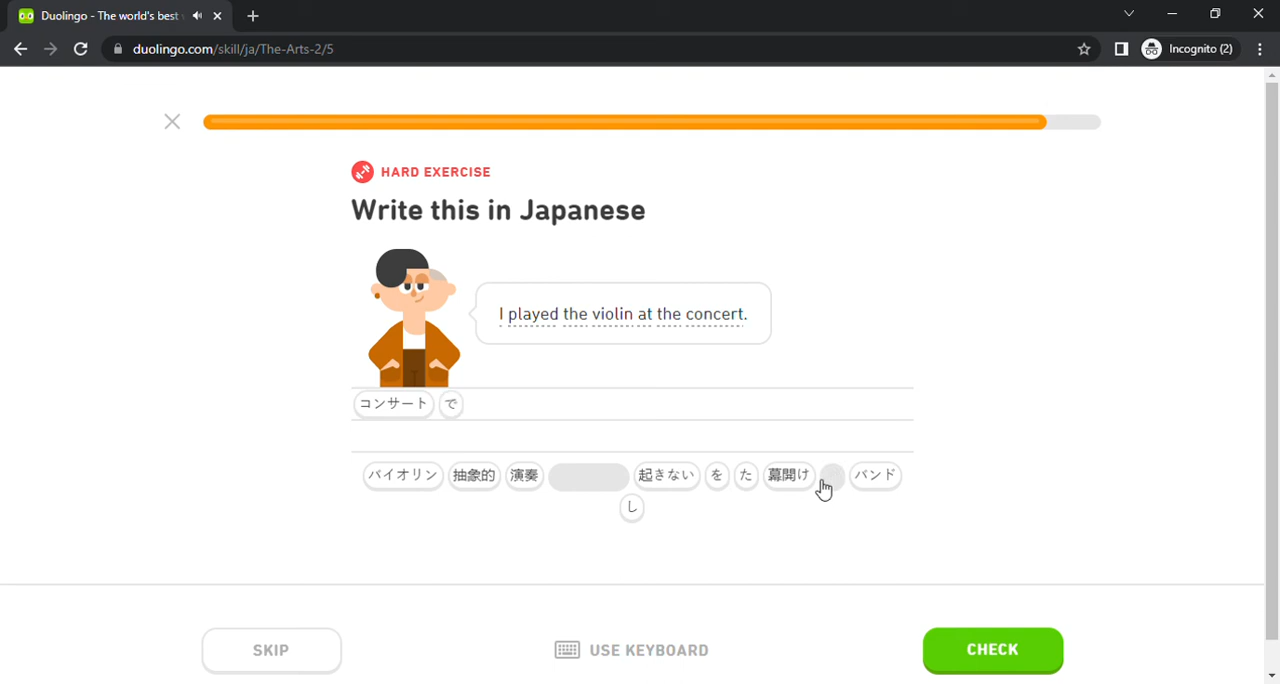 Duolingo - The world's best
duolingo.com/skill/ja/The-Arts-2/5
Incognito (2)
HARD EXERCISE
Write this in Japanese
I played the violin at the concert.
コンサート で
バイオリン 抽象的 演奏 起きない を た 幕開け バンド
し
SKIP
USE KEYBOARD
CHECK